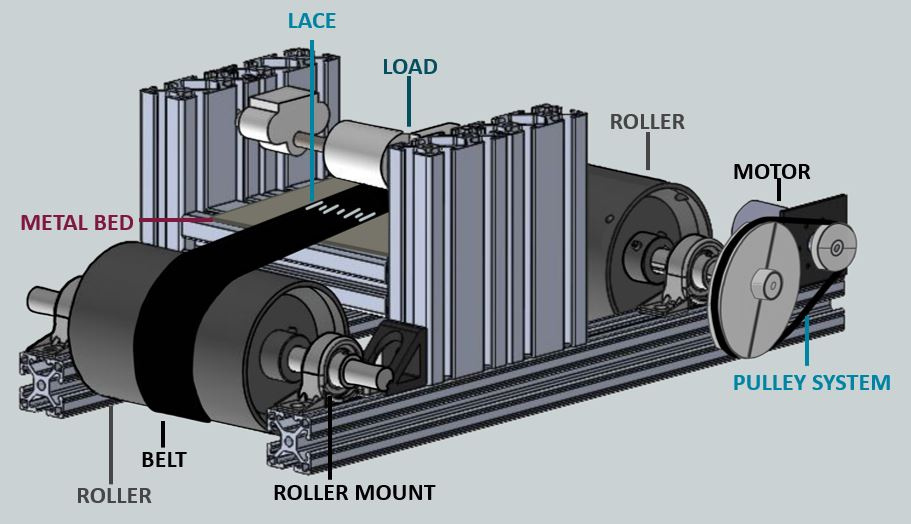 LACE
LOAD
ROLLER
MOTOR
METAL BED
PULLEY SYSTEM
BELT
ROLLER MOUNT
ROLLER